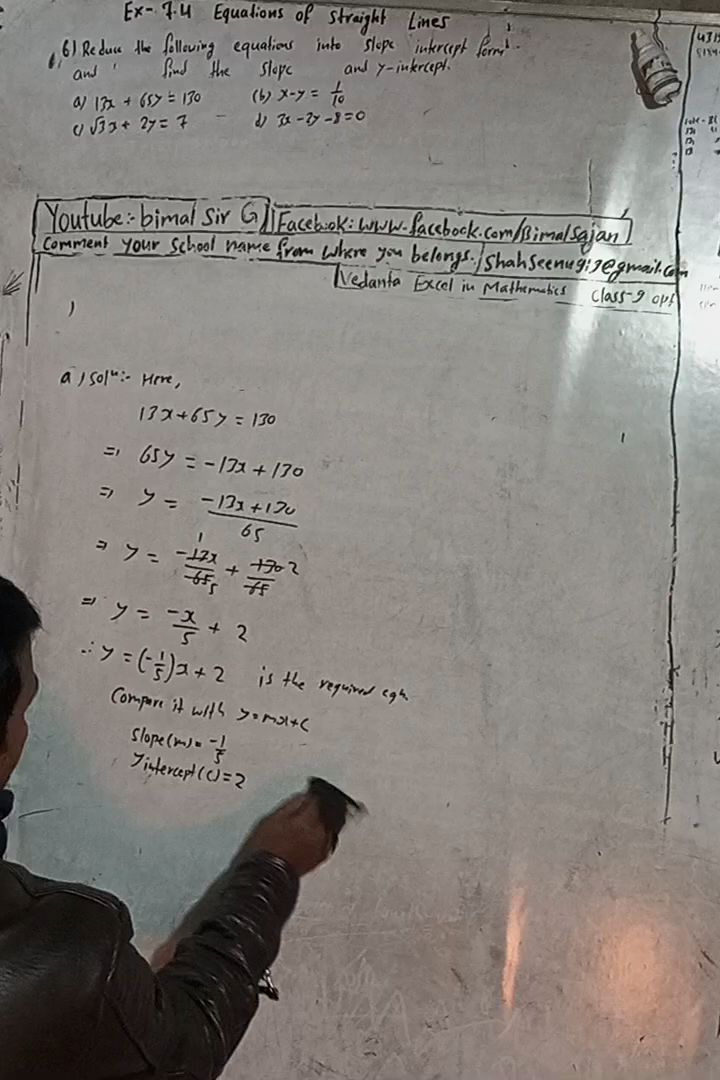 Ex-7.4 Equations of Straight Lines
6) Reduce the following equations into slope intercept form.
and find the slope and y-intercept.
a) 13x + 65y = 130 (b) x-y = 1/10
c) √3x + 2y = 7 d) 3x-2y-8=0
Youtube:- bimal Sir G Facebook: www.facebook.com/Bimalsajan
Comment your School name from where you belongs.
Vedanta Excel in Mathematics Class-9 opt
a) Solⁿ:- Here,
13x+65y = 130
=> 65y = -13x + 130
=> y = -13x+130/65
=> y = -13x/65 + 130/65
1 5 2
=> y = -x/5 + 2
∴ y = (-1/5)x + 2 is the required eqn.
Compare it with y=mx+c
Slope(m)= -1/5
y intercept(c)=2